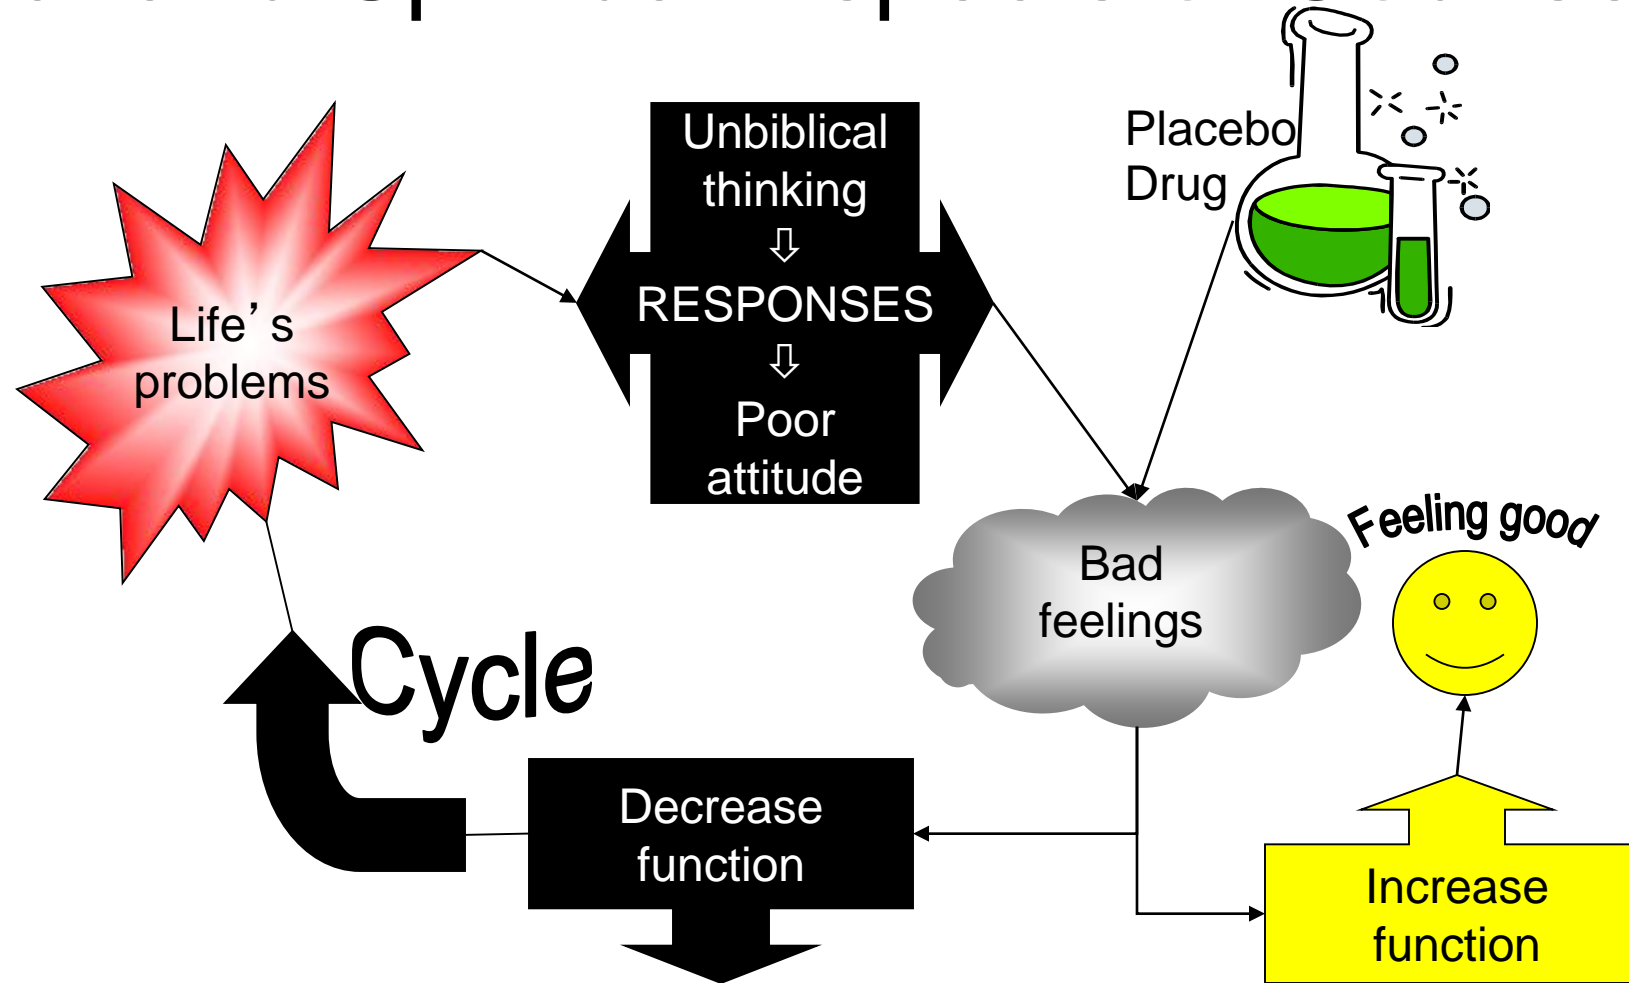 Unbiblical
thinking
⇩
RESPONSES
⇩
Poor
attitude
Placebo
Drug
Life’s
problems
Bad
feelings
Feeling good
Cycle
Decrease
function
Increase
function